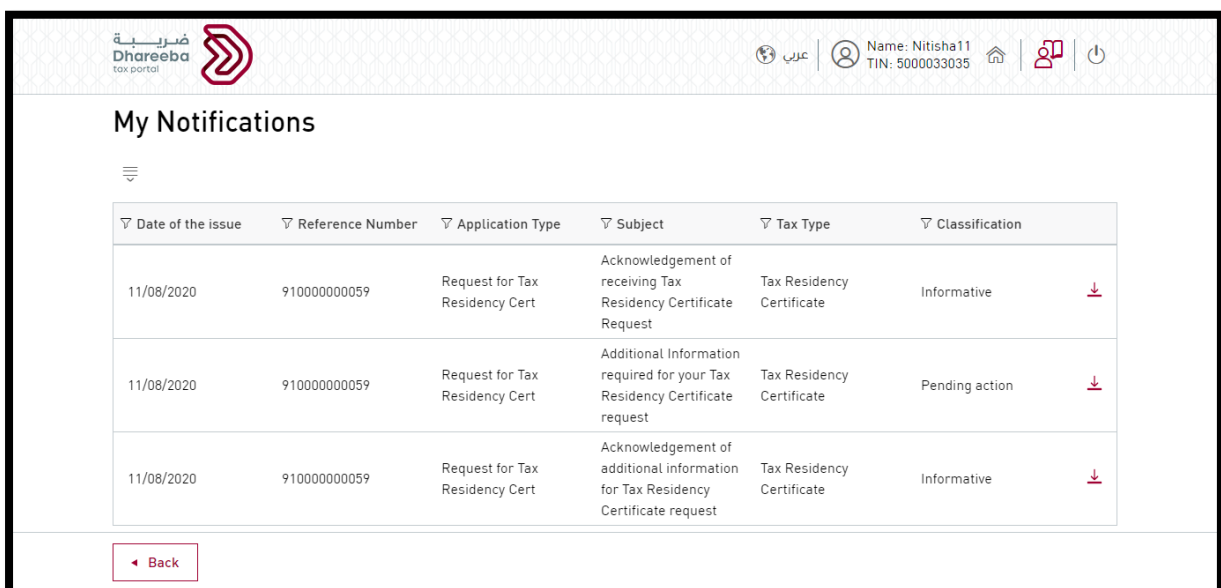 ضريبة
Dhareeba
tax portal
عربي
Name: Nitisha11
TIN: 5000033035
My Notifications
Date of the issue
Reference Number
Application Type
Subject
Tax Type
Classification
11/08/2020
910000000059
Request for Tax
Residency Cert
Acknowledgement of
receiving Tax
Residency Certificate
Request
Tax Residency
Certificate
Informative
11/08/2020
910000000059
Request for Tax
Residency Cert
Additional Information
required for your Tax
Residency Certificate
request
Tax Residency
Certificate
Pending action
11/08/2020
910000000059
Request for Tax
Residency Cert
Acknowledgement of
additional information
for Tax Residency
Certificate request
Tax Residency
Certificate
Informative
Back